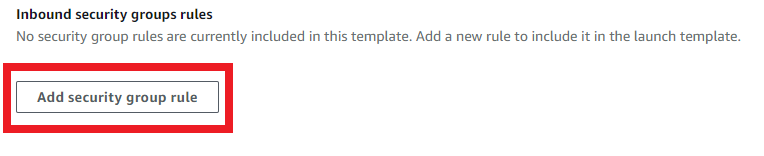 Inbound security groups rules
No security group rules are currently included in this template. Add a new rule to include it in the launch template.
Add security group rule